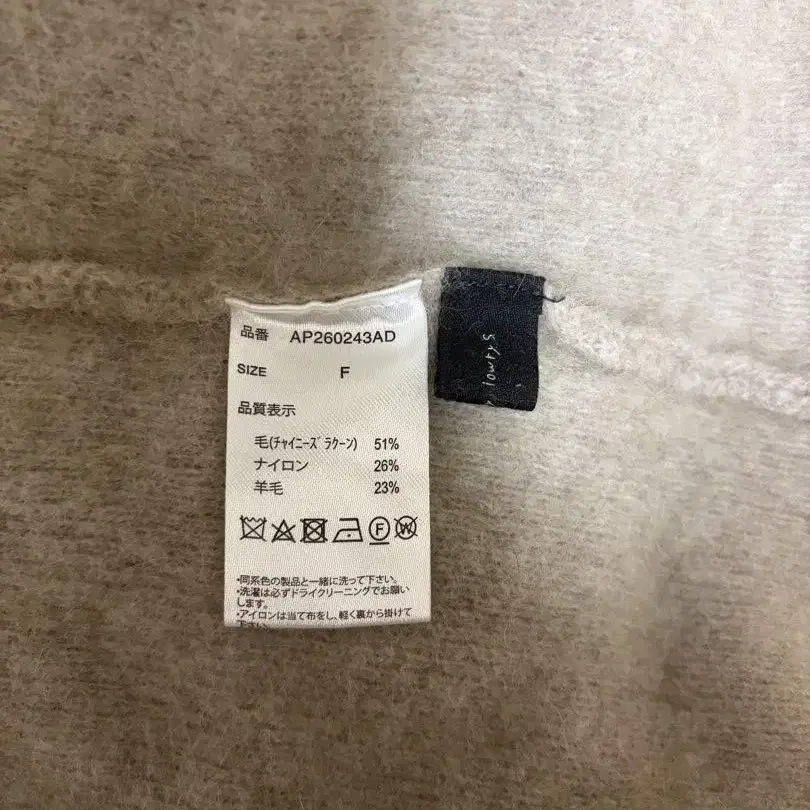 品番 AP260243AD
SIZE F
品質表示
毛(チャイニーズラクーン) 51%
ナイロン 26%
羊毛 23%
F W
•同系色の製品と一緒に洗って下さい。
•洗濯は必ずドライクリーニングでお願い
します。
•アイロンは当て布をし、軽く裏から掛けて
下さい。
lowrys